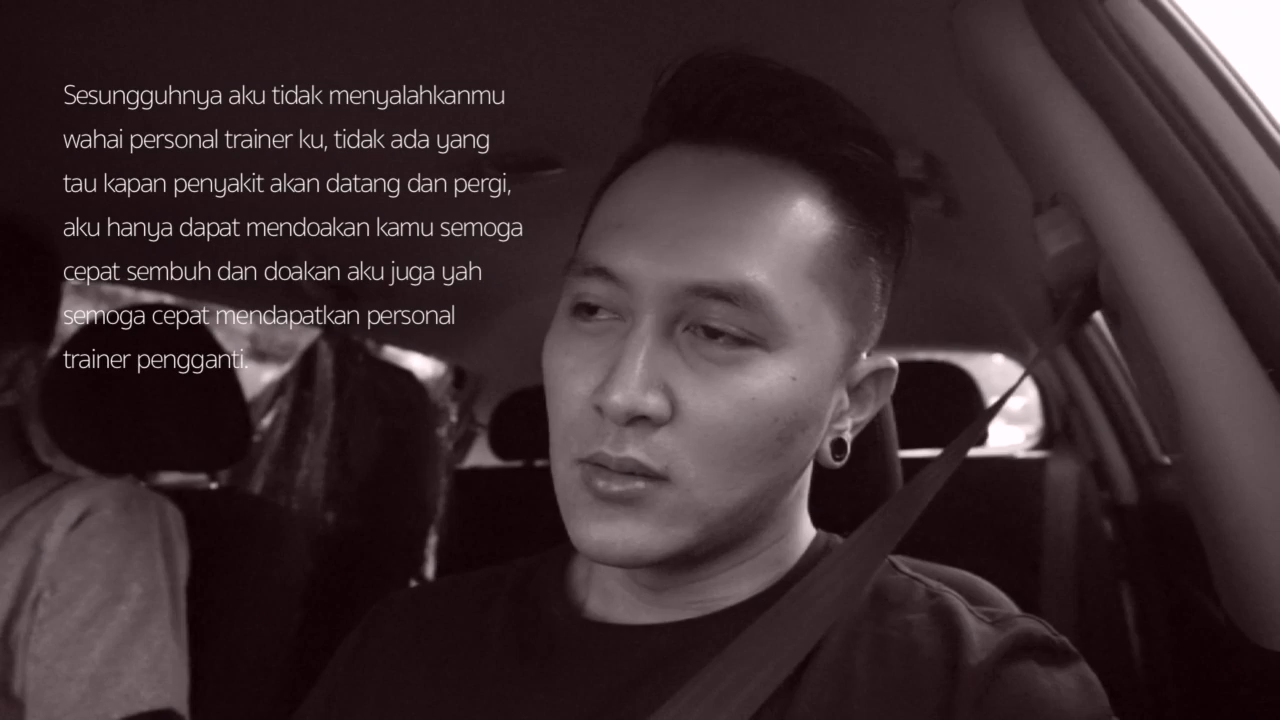 Sesungguhnya aku tidak menyalahkanmu
wahai personal trainer ku, tidak ada yang
tau kapan penyakit akan datang dan pergi,
aku hanya dapat mendoakan kamu semoga
cepat sembuh dan doakan aku juga yah
semoga cepat mendapatkan personal
trainer pengganti.